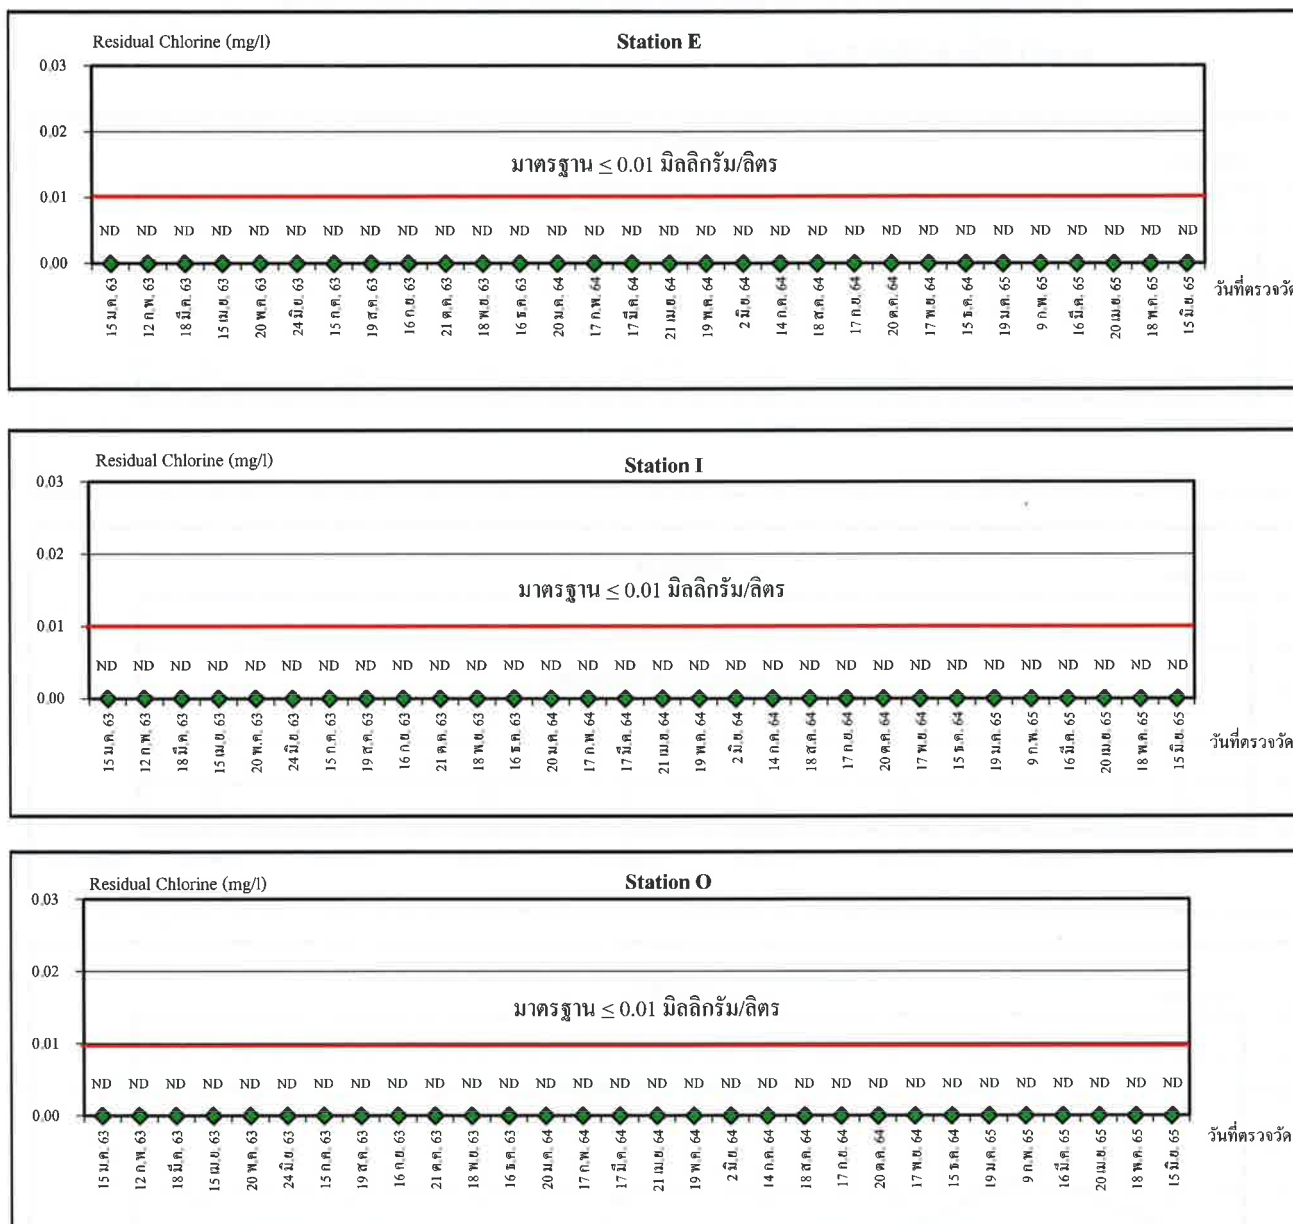 Residual Chlorine (mg/l)
Station E
0.03
0.02
มาตรฐาน ≤ 0.01 มิลลิกรัม/ลิตร
0.01
ND ND ND ND ND ND ND ND ND ND ND ND ND ND ND ND ND ND ND ND ND ND ND ND ND ND ND ND ND ND
0.00
15 ม.ค. 63 12 ก.พ. 63 18 มี.ค. 63 15 เม.ย. 63 20 พ.ค. 63 24 มิ.ย. 63 15 ก.ค. 63 19 ส.ค. 63 16 ก.ย. 63 21 ต.ค. 63 18 พ.ย. 63 16 ธ.ค. 63 20 ม.ค. 64 17 ก.พ. 64 17 มี.ค. 64 21 เม.ย. 64 19 พ.ค. 64 2 มิ.ย. 64 14 ก.ค. 64 18 ส.ค. 64 17 ก.ย. 64 20 ต.ค. 64 17 พ.ย. 64 15 ธ.ค. 64 19 ม.ค. 65 9 ก.พ. 65 16 มี.ค. 65 20 เม.ย. 65 18 พ.ค. 65 15 มิ.ย. 65
วันที่ตรวจวัด
Residual Chlorine (mg/l)
Station I
0.03
0.02
มาตรฐาน ≤ 0.01 มิลลิกรัม/ลิตร
0.01
ND ND ND ND ND ND ND ND ND ND ND ND ND ND ND ND ND ND ND ND ND ND ND ND ND ND ND ND ND ND
0.00
15 ม.ค. 63 12 ก.พ. 63 18 มี.ค. 63 15 เม.ย. 63 20 พ.ค. 63 24 มิ.ย. 63 15 ก.ค. 63 19 ส.ค. 63 16 ก.ย. 63 21 ต.ค. 63 18 พ.ย. 63 16 ธ.ค. 63 20 ม.ค. 64 17 ก.พ. 64 17 มี.ค. 64 21 เม.ย. 64 19 พ.ค. 64 2 มิ.ย. 64 14 ก.ค. 64 18 ส.ค. 64 17 ก.ย. 64 20 ต.ค. 64 17 พ.ย. 64 15 ธ.ค. 64 19 ม.ค. 65 9 ก.พ. 65 16 มี.ค. 65 20 เม.ย. 65 18 พ.ค. 65 15 มิ.ย. 65
วันที่ตรวจวัด
Residual Chlorine (mg/l)
Station O
0.03
0.02
มาตรฐาน ≤ 0.01 มิลลิกรัม/ลิตร
0.01
ND ND ND ND ND ND ND ND ND ND ND ND ND ND ND ND ND ND ND ND ND ND ND ND ND ND ND ND ND ND
0.00
15 ม.ค. 63 12 ก.พ. 63 18 มี.ค. 63 15 เม.ย. 63 20 พ.ค. 63 24 มิ.ย. 63 15 ก.ค. 63 19 ส.ค. 63 16 ก.ย. 63 21 ต.ค. 63 18 พ.ย. 63 16 ธ.ค. 63 20 ม.ค. 64 17 ก.พ. 64 17 มี.ค. 64 21 เม.ย. 64 19 พ.ค. 64 2 มิ.ย. 64 14 ก.ค. 64 18 ส.ค. 64 17 ก.ย. 64 20 ต.ค. 64 17 พ.ย. 64 15 ธ.ค. 64 19 ม.ค. 65 9 ก.พ. 65 16 มี.ค. 65 20 เม.ย. 65 18 พ.ค. 65 15 มิ.ย. 65
วันที่ตรวจวัด